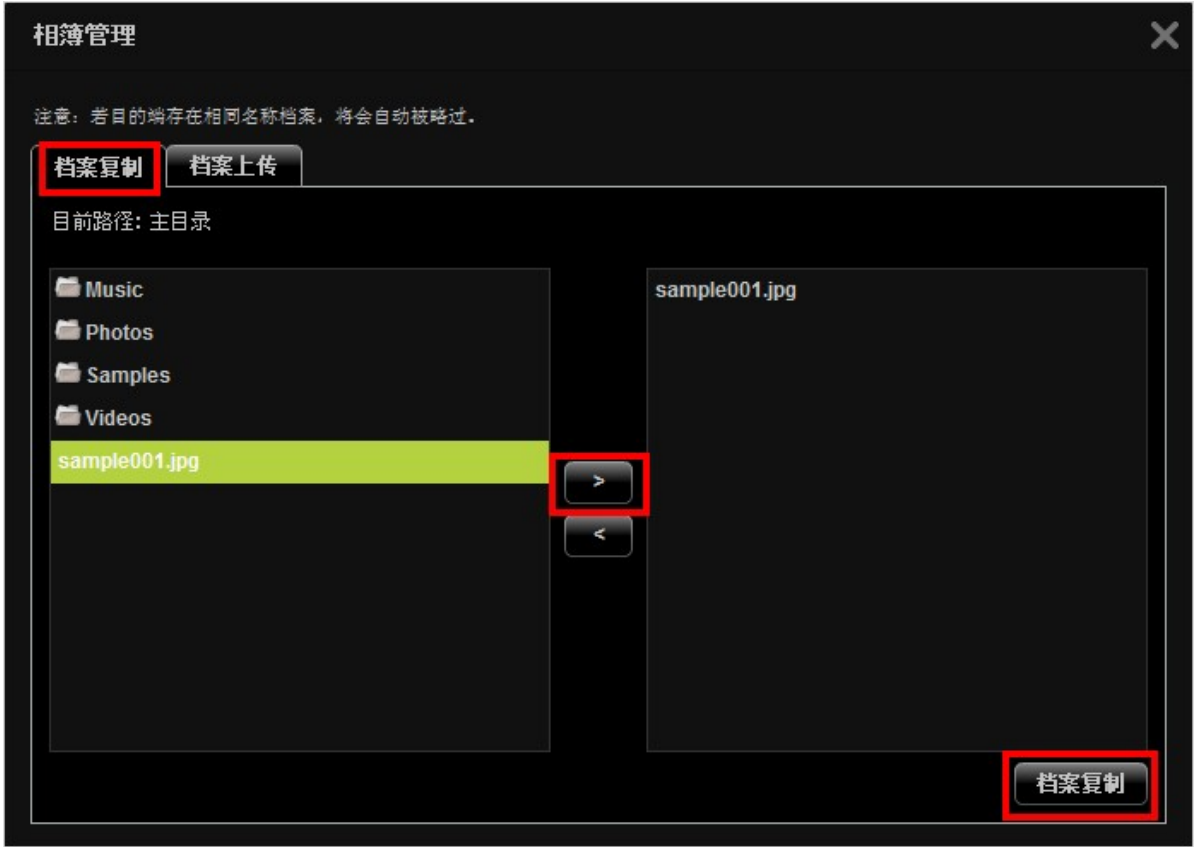 相簿管理
注意：若目的端存在相同名称档案，将会自动被略过。
档案复制 档案上传
目前路径: 主目录
Music
Photos
Samples
Videos
sample001.jpg
>
<
sample001.jpg
档案复制